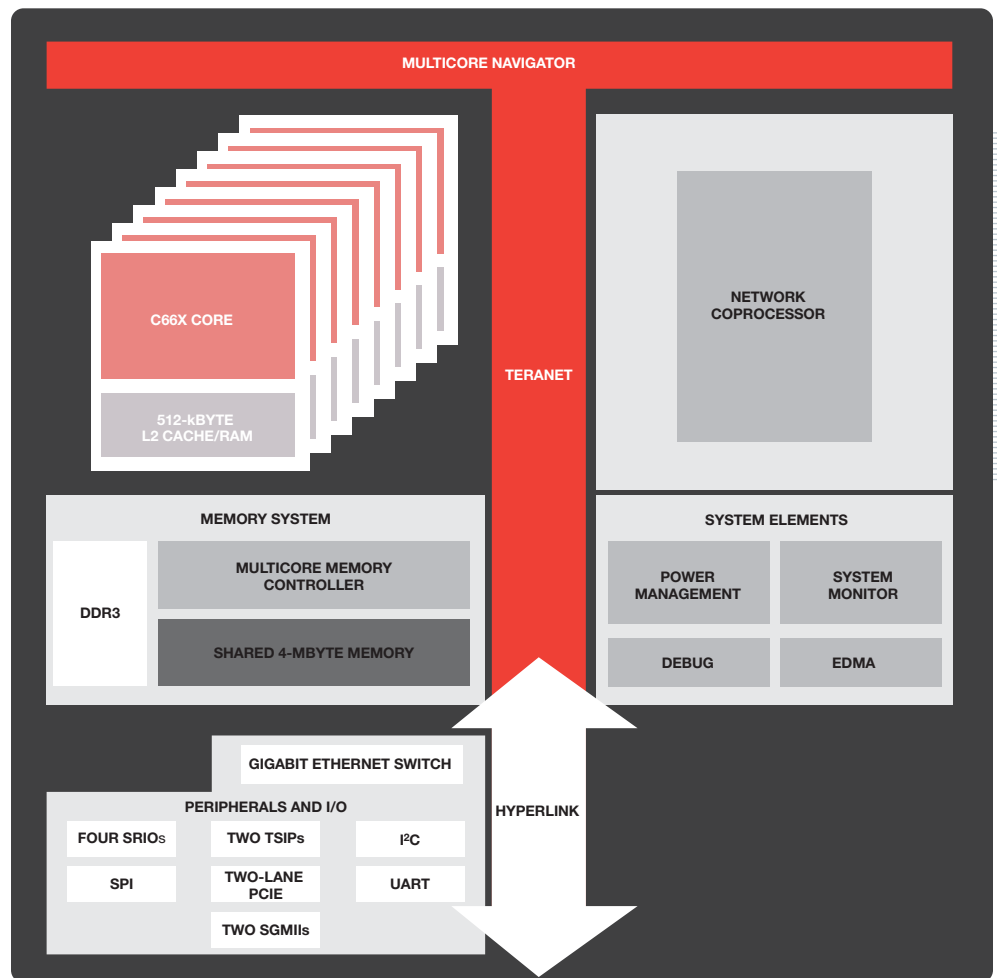 MULTICORE NAVIGATOR
C66X CORE
512-kBYTE
L2 CACHE/RAM
TERANET
NETWORK
COPROCESSOR
MEMORY SYSTEM
DDR3
MULTICORE MEMORY
CONTROLLER
SHARED 4-MBYTE MEMORY
SYSTEM ELEMENTS
POWER
MANAGEMENT
SYSTEM
MONITOR
DEBUG
EDMA
GIGABIT ETHERNET SWITCH
PERIPHERALS AND I/O
FOUR SRIOs
TWO TSIPs
I²C
SPI
TWO-LANE
PCIE
UART
TWO SGMIIs
HYPERLINK